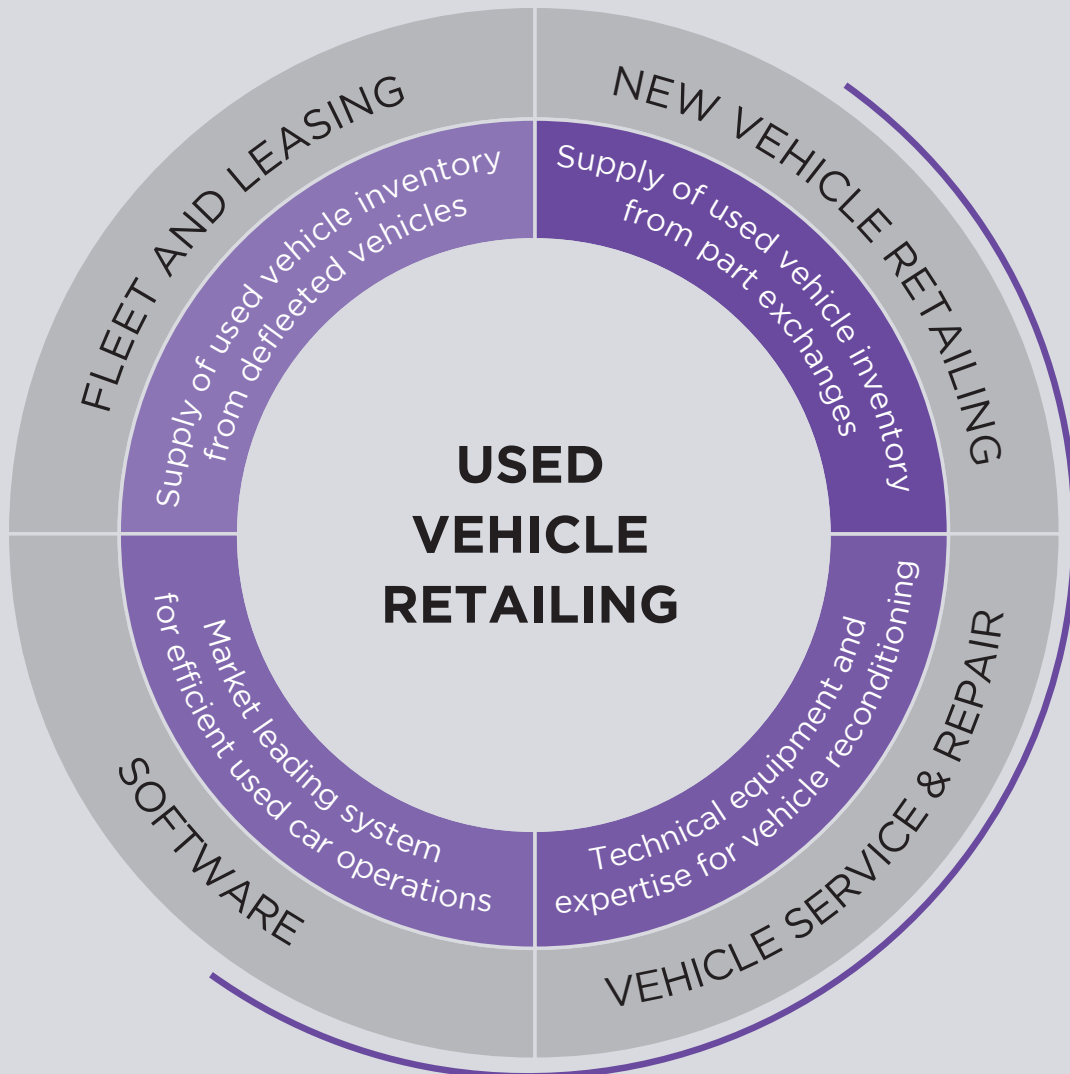 FLEET AND LEASING
Supply of used vehicle inventory
from defleeted vehicles
NEW VEHICLE RETAILING
Supply of used vehicle inventory
from part exchanges
USED
VEHICLE
RETAILING
Market leading system
for efficient used car operations
SOFTWARE
Technical equipment and
expertise for vehicle reconditioning
VEHICLE SERVICE & REPAIR